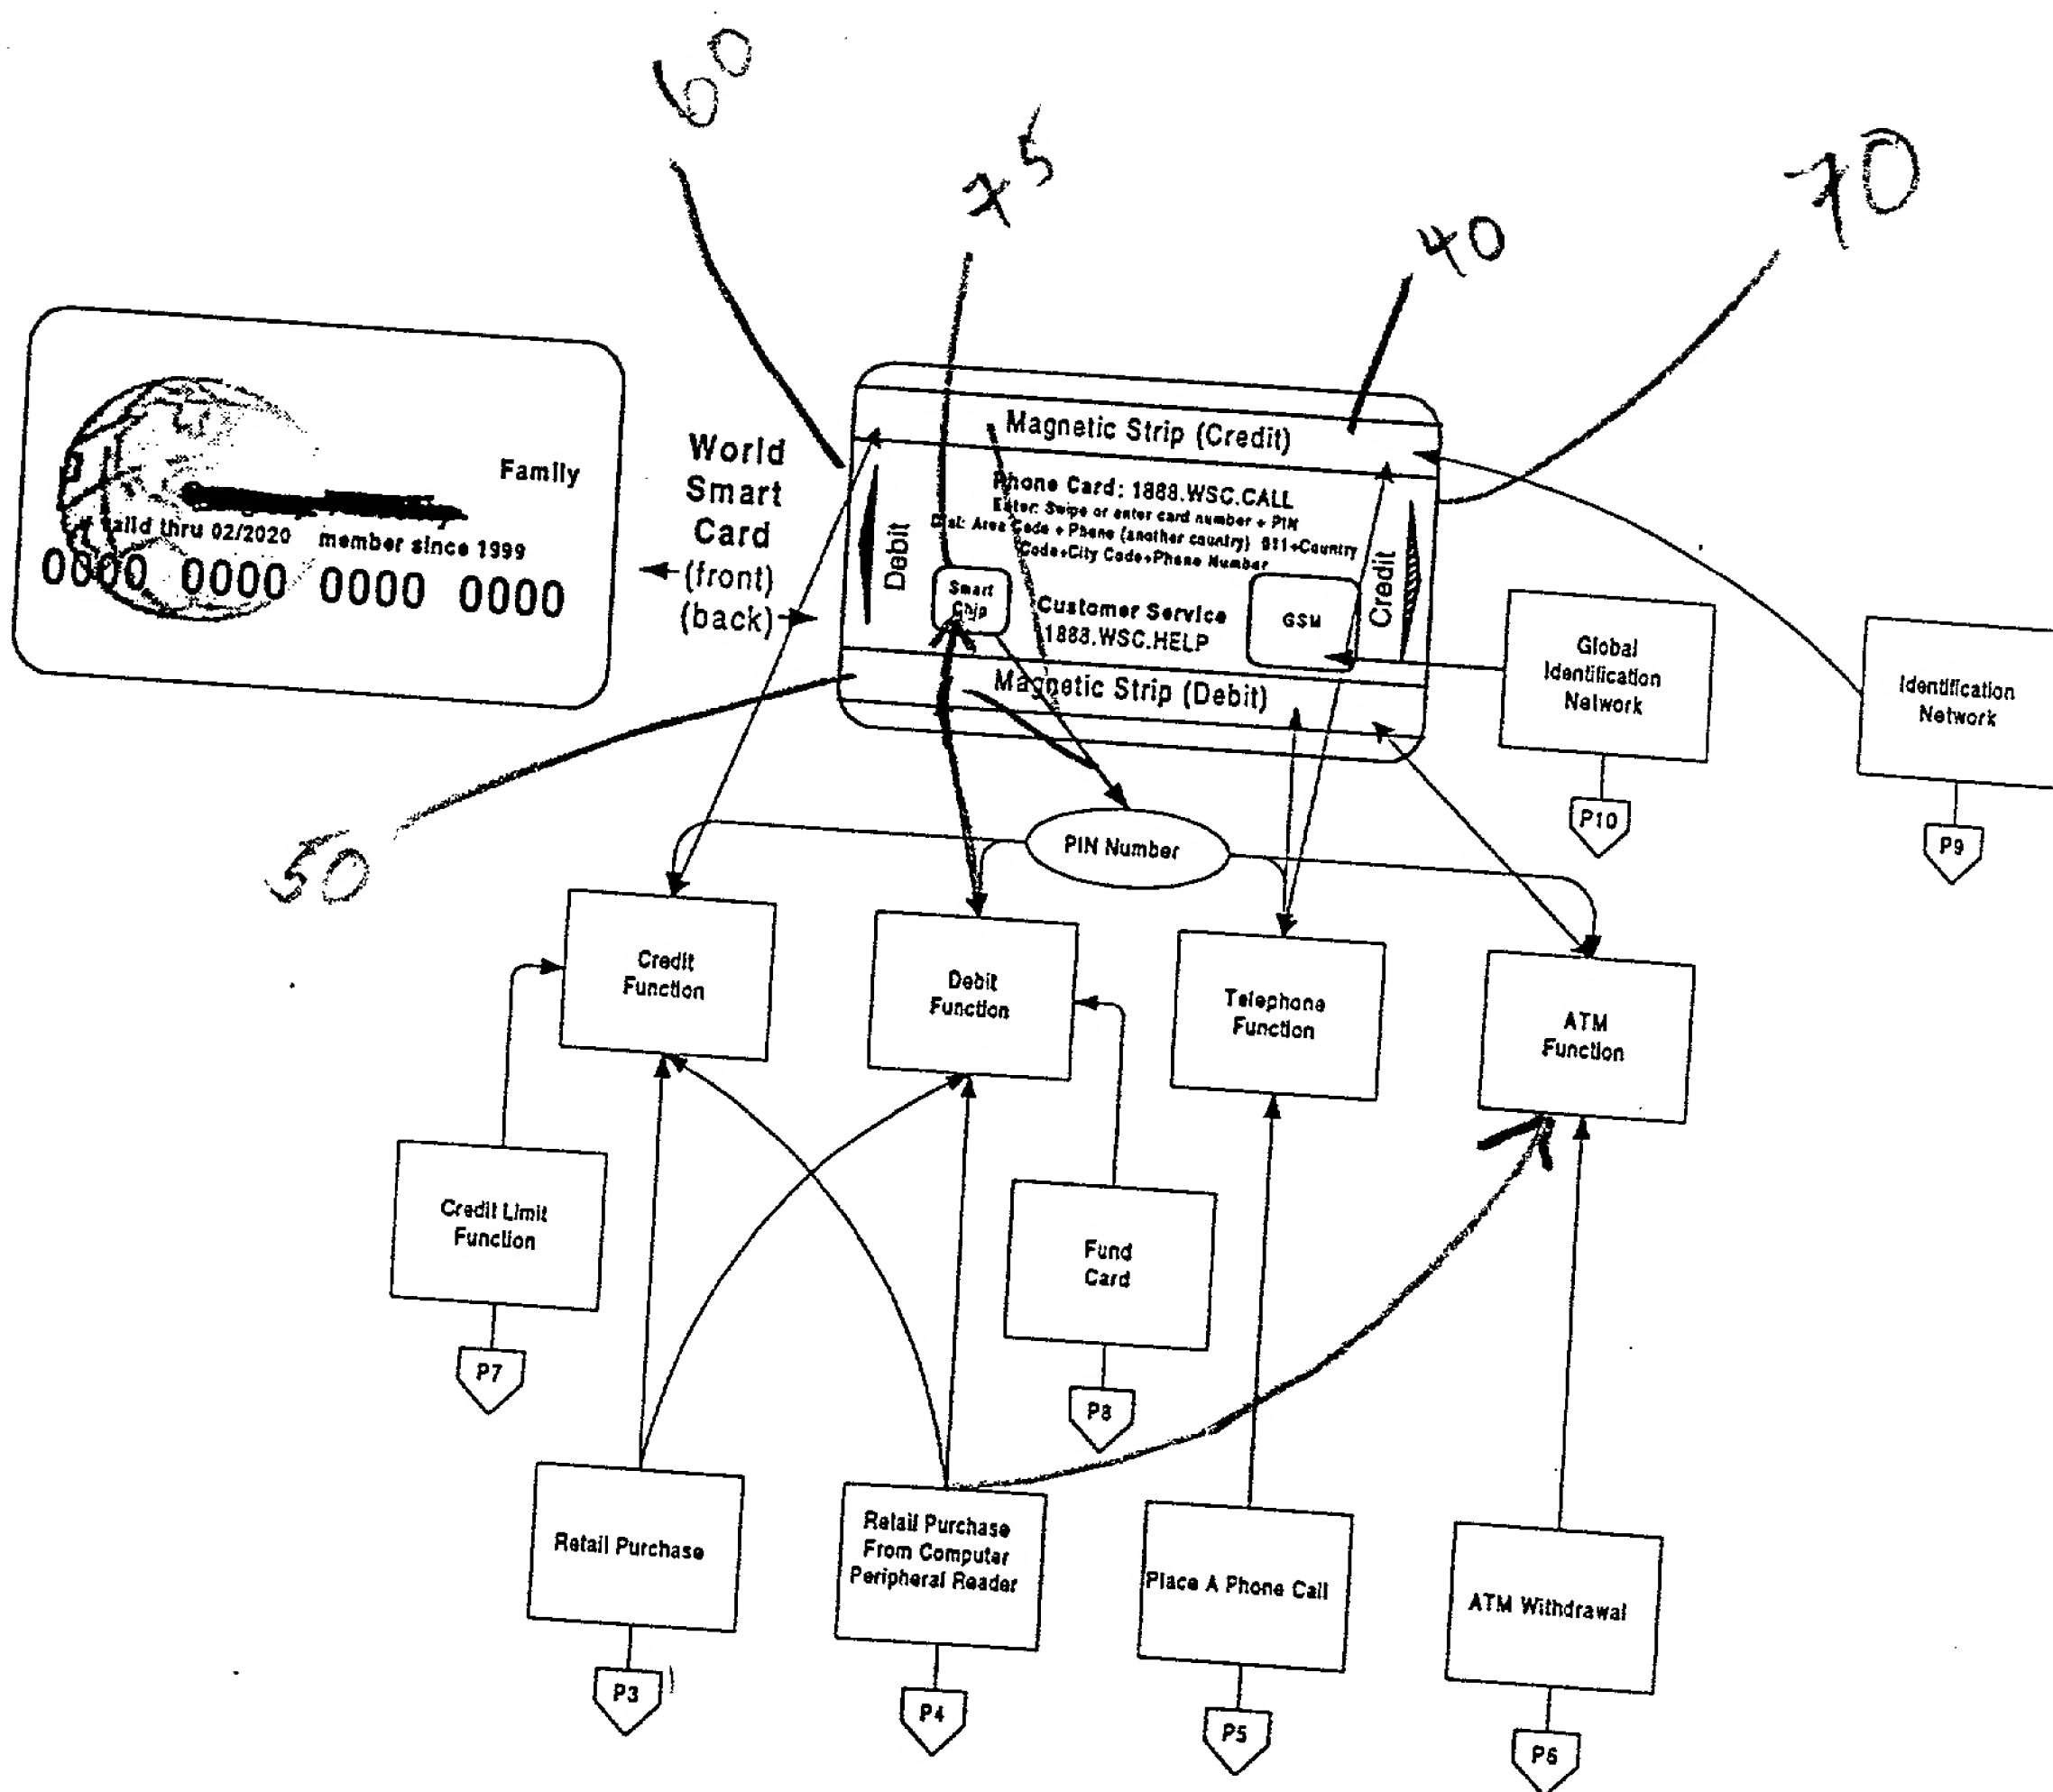 60
75
40
70
Family
valid thru 02/2020 member since 1999
0000 0000 0000 0000
World
Smart
Card
(front)
(back)
Magnetic Strip (Credit)
Phone Card: 1888.WSC.CALL
Enter: Swipe or enter card number + PIN
Dial: Area Code + Phone (another country) 011+Country
Code+City Code+Phone Number
Debit
Smart
Chip
Customer Service
1888.WSC.HELP
GSM
Credit
Magnetic Strip (Debit)
Global
Identification
Network
Identification
Network
P10
P9
50
PIN Number
Credit
Function
Debit
Function
Telephone
Function
ATM
Function
Credit Limit
Function
Fund
Card
P7
P8
Retail Purchase
Retail Purchase
From Computer
Peripheral Reader
Place A Phone Call
ATM Withdrawal
P3
P4
P5
P6